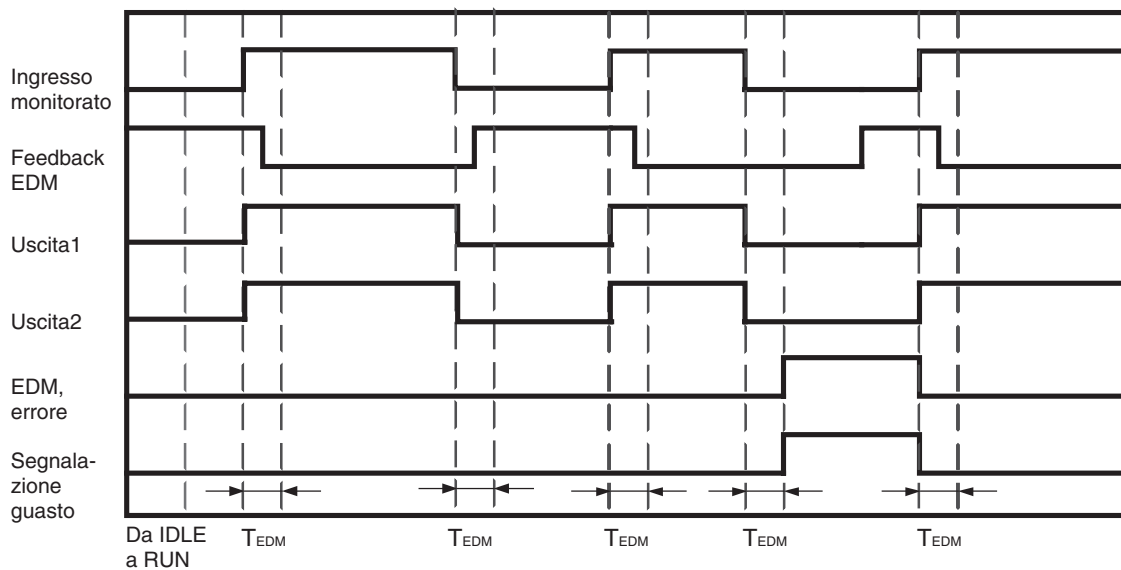 Ingresso
monitorato
Feedback
EDM
Uscita1
Uscita2
EDM,
errore
Segnala-
zione
guasto
Da IDLE
a RUN
TEDM
TEDM
TEDM
TEDM
TEDM